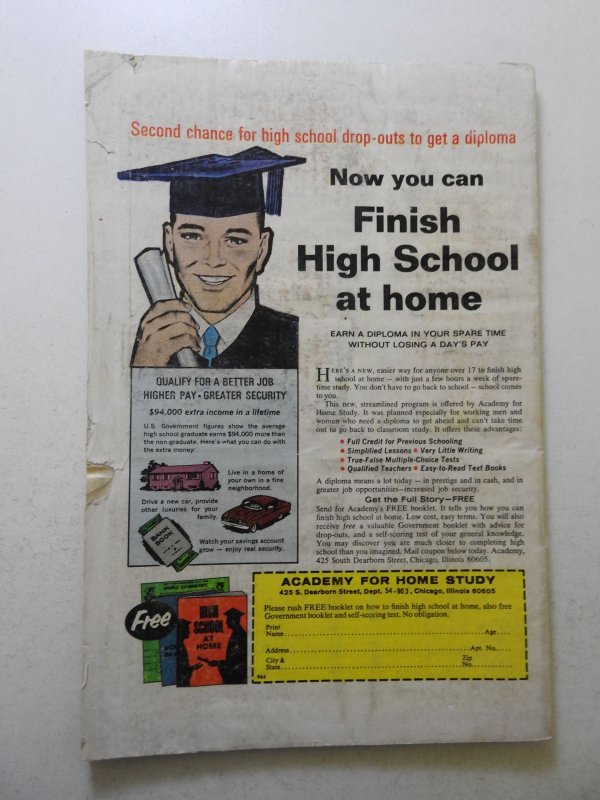 Second chance for high school drop-outs to get a diploma
Now you can
Finish
High School
at home
EARN A DIPLOMA IN YOUR SPARE TIME
WITHOUT LOSING A DAY'S PAY
HERE'S A NEW, easier way for anyone over 17 to finish high
school at home — with just a few hours a week of spare-
time study. You don't have to go back to school — school comes
to you.
This new, streamlined program is offered by Academy for
Home Study. It was planned especially for working men and
women who need a diploma to get ahead and can't take time
out to go back to classroom study. It offers these advantages:
• Full Credit for Previous Schooling
• Simplified Lessons • Very Little Writing
• True-False Multiple-Choice Tests
• Qualified Teachers • Easy-to-Read Text Books
A diploma means a lot today — in prestige and in cash, and in
greater job opportunities—increased job security.
Get the Full Story—FREE
Send for Academy's FREE booklet. It tells you how you can
finish high school at home. Low cost, easy terms. You will also
receive free a valuable Government booklet with advice for
drop-outs, and a self-scoring test of your general knowledge.
You may discover you are much closer to completing high
school than you imagined. Mail coupon below today. Academy,
425 South Dearborn Street, Chicago, Illinois 60605.
QUALIFY FOR A BETTER JOB
HIGHER PAY • GREATER SECURITY
$94,000 extra income in a lifetime
U.S. Government figures show the average
high school graduate earns $94,000 more than
the non-graduate. Here's what you can do with
the extra money:
Live in a home of
your own in a fine
neighborhood.
Drive a new car, provide
other luxuries for your
family.
BANK
BOOK
Watch your savings account
grow — enjoy real security.
Free
HIGH
SCHOOL
AT
HOME
ACADEMY FOR HOME STUDY
425 S. Dearborn Street, Dept. 54-903, Chicago, Illinois 60605
Please rush FREE booklet on how to finish high school at home, also free
Government booklet and self-scoring test. No obligation.
Print
Name Age
Address Apt. No.
City & Zip
State No.
964